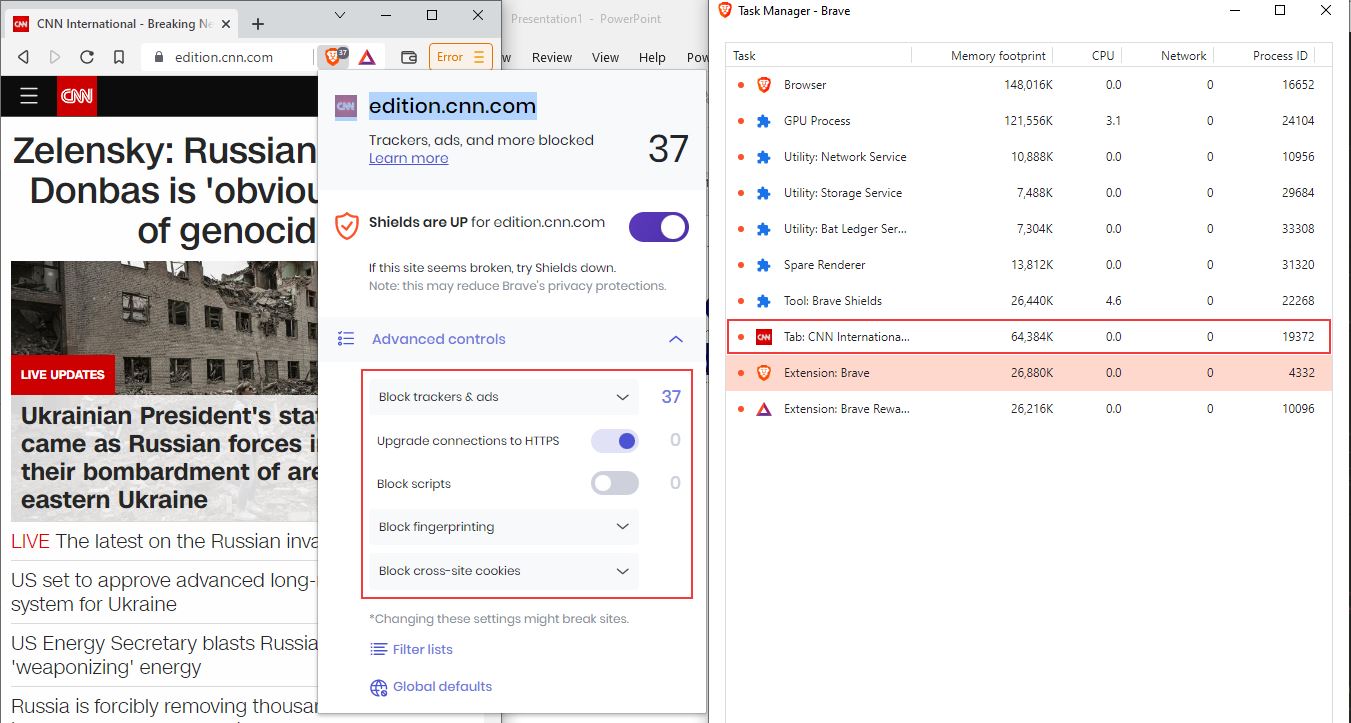 CNN International - Breaking Ne
Presentation1 - PowerPoint
edition.cnn.com
37
Error
Review View Help
CNN
Zelensky: Russian
Donbas is 'obviou
of genocid
LIVE UPDATES
Ukrainian President's stat
came as Russian forces i
their bombardment of are
eastern Ukraine
LIVE The latest on the Russian inva
US set to approve advanced long-
system for Ukraine
US Energy Secretary blasts Russia
'weaponizing' energy
Russia is forcibly removing thousan
CNN
edition.cnn.com
Trackers, ads, and more blocked
Learn more
37
Shields are UP for edition.cnn.com
If this site seems broken, try Shields down.
Note: this may reduce Brave's privacy protections.
Advanced controls
Block trackers & ads 37
Upgrade connections to HTTPS 0
Block scripts 0
Block fingerprinting
Block cross-site cookies
*Changing these settings might break sites.
Filter lists
Global defaults
Task Manager - Brave
Task Memory footprint CPU Network Process ID
Browser 148,016K 0.0 0 16652
GPU Process 121,556K 3.1 0 24104
Utility: Network Service 10,888K 0.0 0 10956
Utility: Storage Service 7,488K 0.0 0 29684
Utility: Bat Ledger Ser... 7,304K 0.0 0 33308
Spare Renderer 13,812K 0.0 0 31320
Tool: Brave Shields 26,440K 4.6 0 22268
Tab: CNN Internationa... 64,384K 0.0 0 19372
Extension: Brave 26,880K 0.0 0 4332
Extension: Brave Rewa... 26,216K 0.0 0 10096